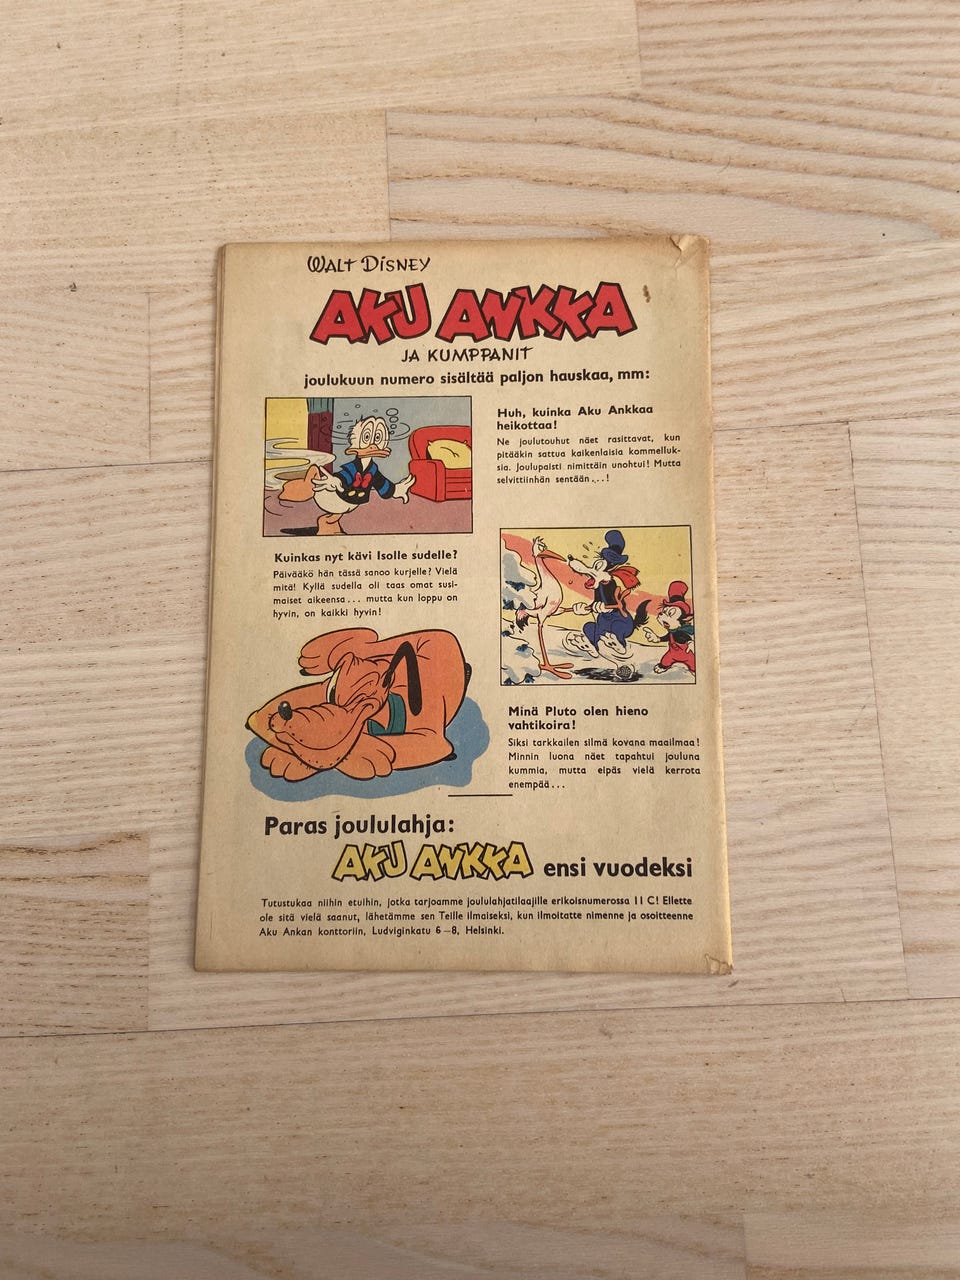 WALT DISNEY
AKU ANKKA
JA KUMPPANIT
joulukuun numero sisältää paljon hauskaa, mm:
Huh, kuinka Aku Ankkaa
heikottaa!
Ne joulutouhut näet rasittavat, kun
pitääkin sattua kaikenlaisia kommelluk-
sia. Joulupaisti nimittäin unohtui! Mutta
selvittiinhän sentään...!
Kuinkas nyt kävi Isolle sudelle?
Päivääkö hän tässä sanoo kurjelle? Vielä
mitä! Kyllä sudella oli taas omat susi-
maiset aikeensa... mutta kun loppu on
hyvin, on kaikki hyvin!
Minä Pluto olen hieno
vahtikoira!
Siksi tarkkailen silmä kovana maailmaa!
Minnin luona näet tapahtui jouluna
kummia, mutta eipäs vielä kerrota
enempää...
Paras joululahja:
AKU ANKKA ensi vuodeksi
Tutustukaa niihin etuihin, jotka tarjoamme joululahjatilaajille erikoisnumerossa 11 C! Ellette
ole sitä vielä saanut, lähetämme sen Teille ilmaiseksi, kun ilmoitatte nimenne ja osoitteenne
Aku Ankan konttoriin, Ludviginkatu 6—8, Helsinki.